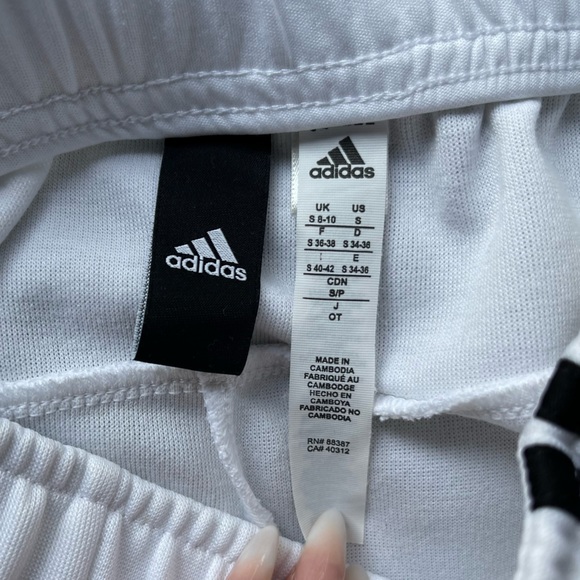 adidas
adidas
UK US
S 8-10 S
F D
S 36-38 S 34-36
I E
S 40-42 S 34-36
CDN
S/P
J
OT
MADE IN
CAMBODIA
FABRIQUÉ AU
CAMBODGE
HECHO EN
CAMBOYA
FABRICADO NO
CAMBODIA
RN# 88387
CA# 40312